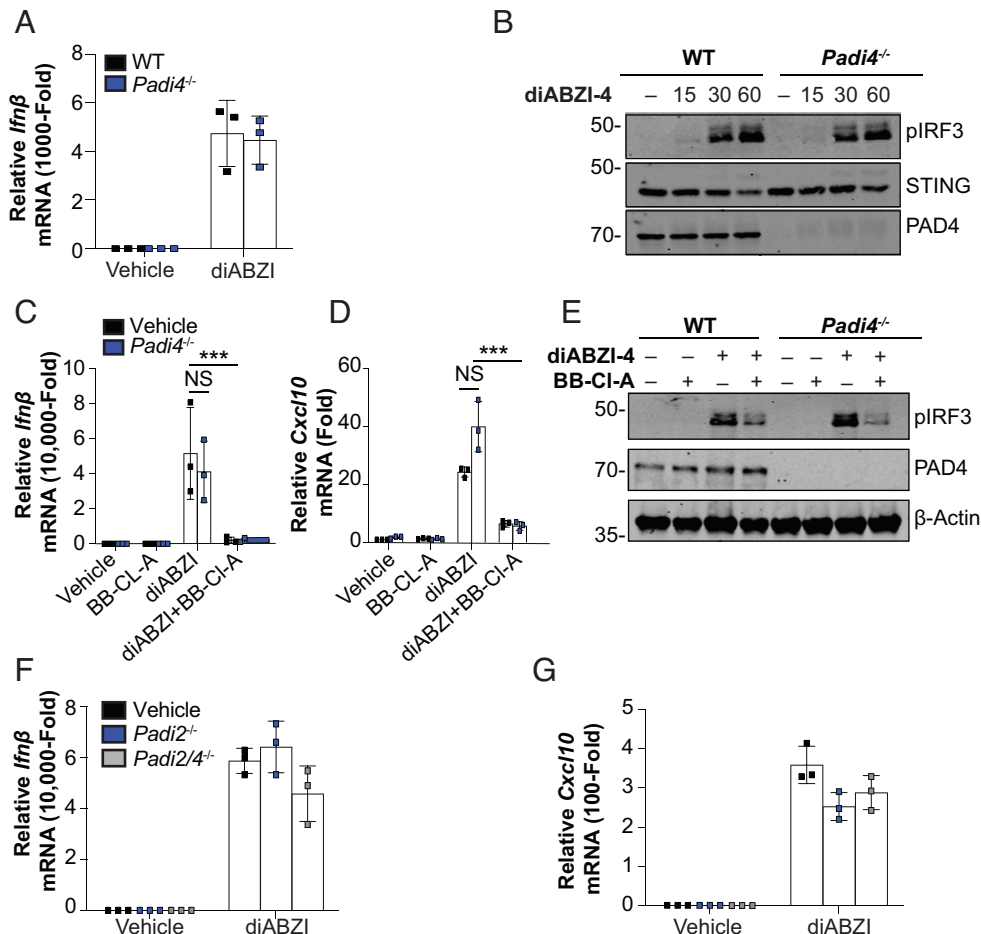 A
Relative Ifnβ
mRNA (1000-Fold)
8
6
4
2
0
WT
Padi4-/-
Vehicle
diABZI
B
WT
Padi4-/-
diABZI-4
– 15 30 60 – 15 30 60
50-
pIRF3
50-
STING
70-
PAD4
C
Vehicle
Padi4-/-
Relative Ifnβ
mRNA (10,000-Fold)
10
8
6
4
2
0
***
NS
Vehicle
BB-CL-A
diABZI
diABZI+BB-Cl-A
D
Relative Cxcl10
mRNA (Fold)
60
40
20
0
***
NS
Vehicle
BB-CL-A
diABZI
diABZI+BB-Cl-A
E
WT
Padi4-/-
diABZI-4 – – + + – – + +
BB-Cl-A – + – + – + – +
50-
pIRF3
70-
PAD4
35-
β-Actin
F
Relative Ifnβ
mRNA (10,000-Fold)
8
6
4
2
0
Vehicle
Padi2-/-
Padi2/4-/-
Vehicle
diABZI
G
Relative Cxcl10
mRNA (100-Fold)
5
4
3
2
1
0
Vehicle
diABZI